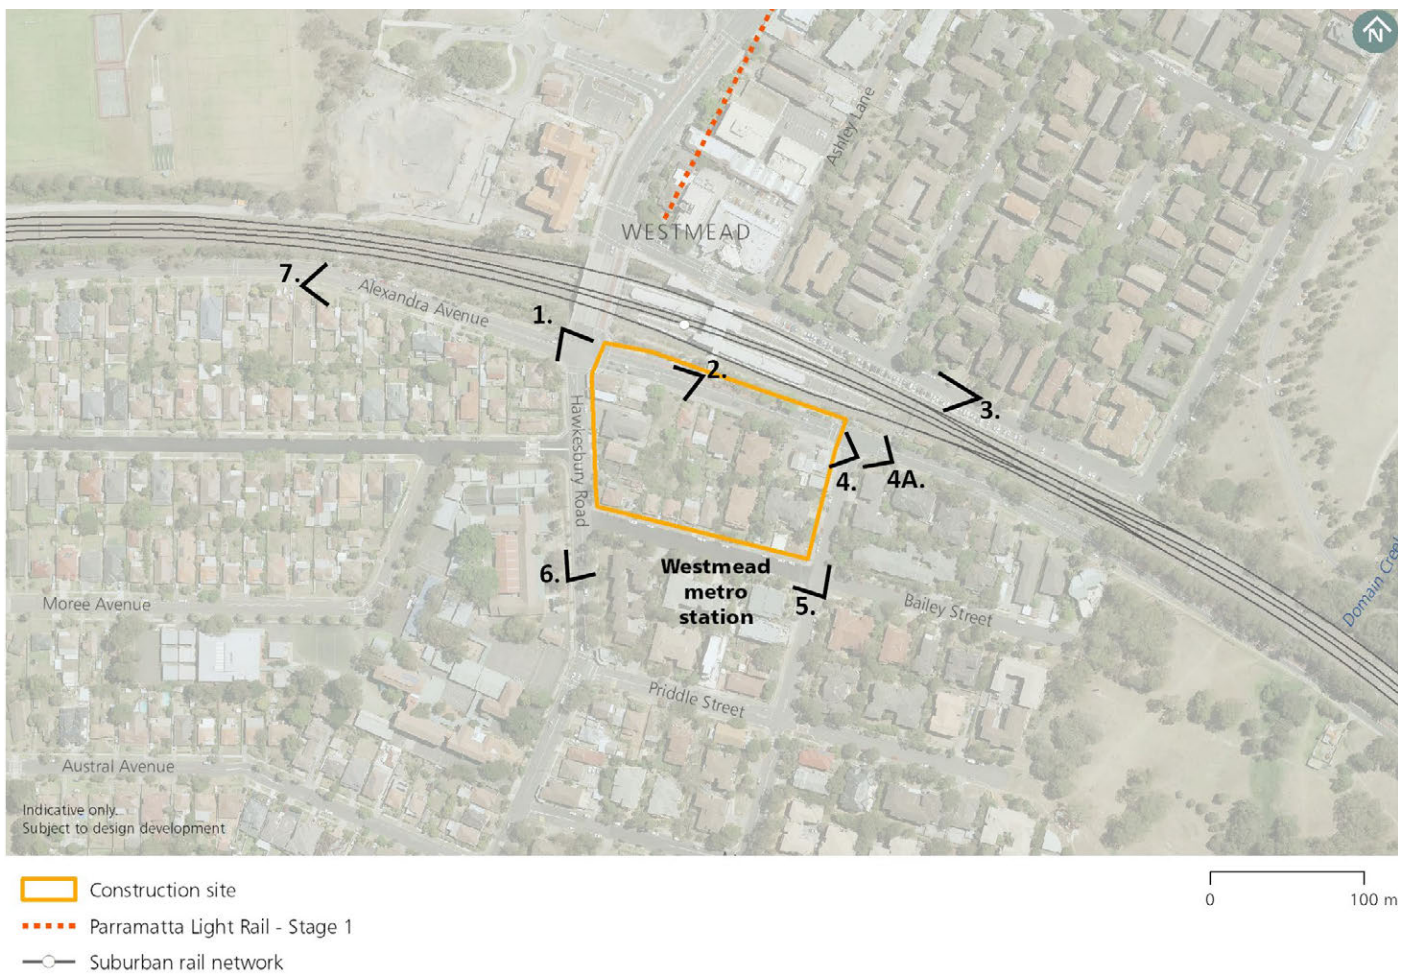 N
Ashley Lane
WESTMEAD
7.
Alexandra Avenue
1.
2.
3.
Hawkesbury Road
4.
4A.
Westmead
metro
station
6.
5.
Bailey Street
Domain Creek
Moree Avenue
Priddle Street
Austral Avenue
Indicative only.
Subject to design development
Construction site
Parramatta Light Rail - Stage 1
Suburban rail network
0 100 m